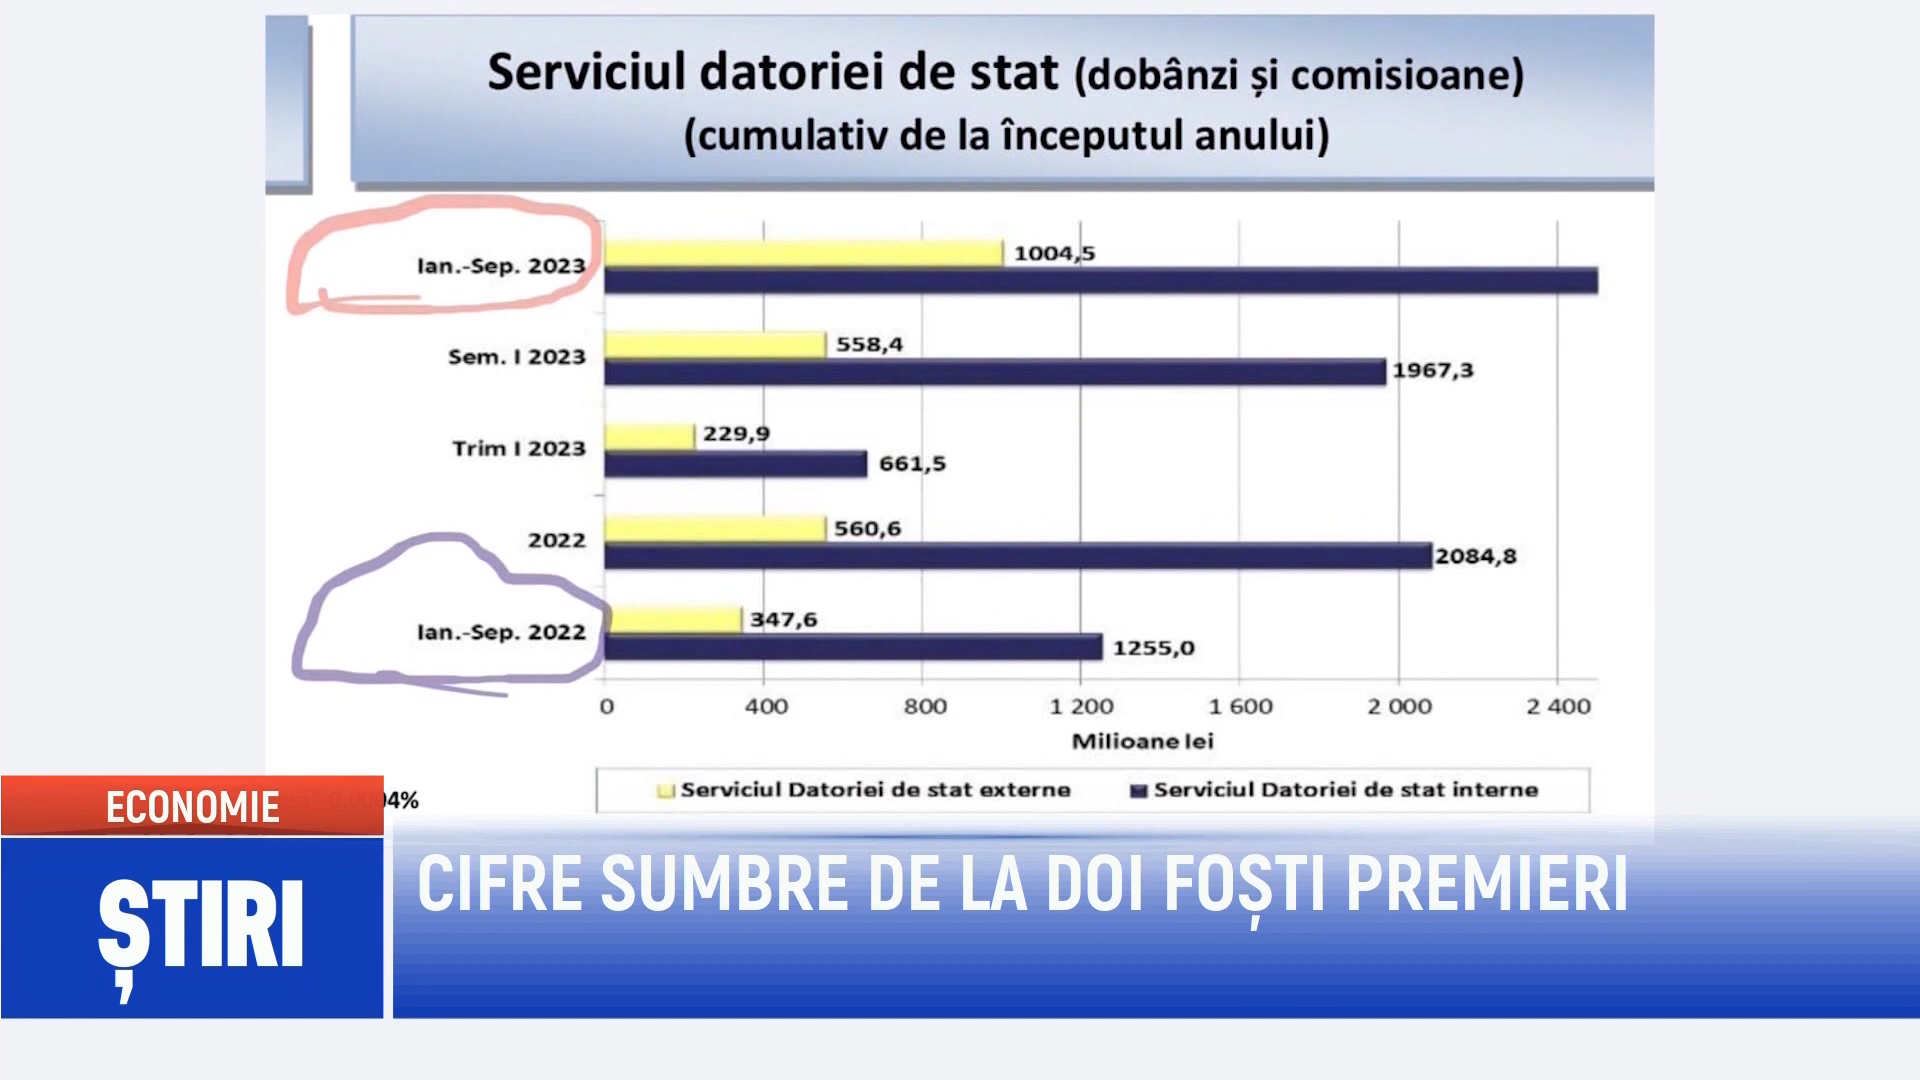 Serviciul datoriei de stat (dobânzi și comisioane)
(cumulativ de la începutul anului)
Ian.-Sep. 2023
1004,5
Sem. I 2023
558,4
1967,3
Trim I 2023
229,9
661,5
2022
560,6
2084,8
Ian.-Sep. 2022
347,6
1255,0
0 400 800 1 200 1 600 2 000 2 400
Milioane lei
Serviciul Datoriei de stat externe Serviciul Datoriei de stat interne
ECONOMIE
ȘTIRI
CIFRE SUMBRE DE LA DOI FOȘTI PREMIERI